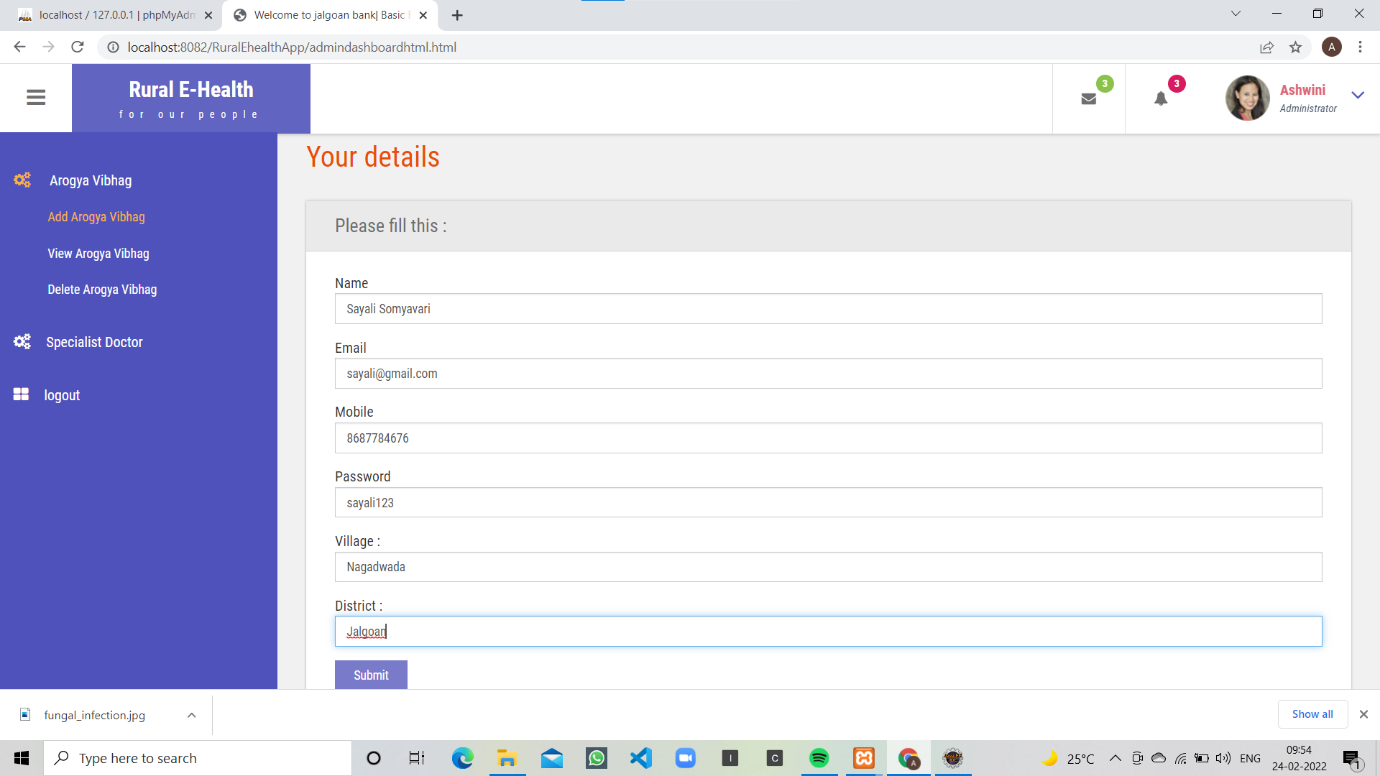 localhost / 127.0.0.1 | phpMyAdm
Welcome to jalgoan bank| Basic
localhost:8082/RuralEhealthApp/admindashboardhtml.html
A
Rural E-Health
for our people
3
3
Ashwini
Administrator
Your details
Arogya Vibhag
Add Arogya Vibhag
View Arogya Vibhag
Delete Arogya Vibhag
Specialist Doctor
logout
Please fill this :
Name
Sayali Somyavari
Email
sayali@gmail.com
Mobile
8687784676
Password
sayali123
Village :
Nagadwada
District :
Jalgoan
Submit
fungal_infection.jpg
Show all
Type here to search
I
C
A
25°C
ENG
09:54
24-02-2022
1